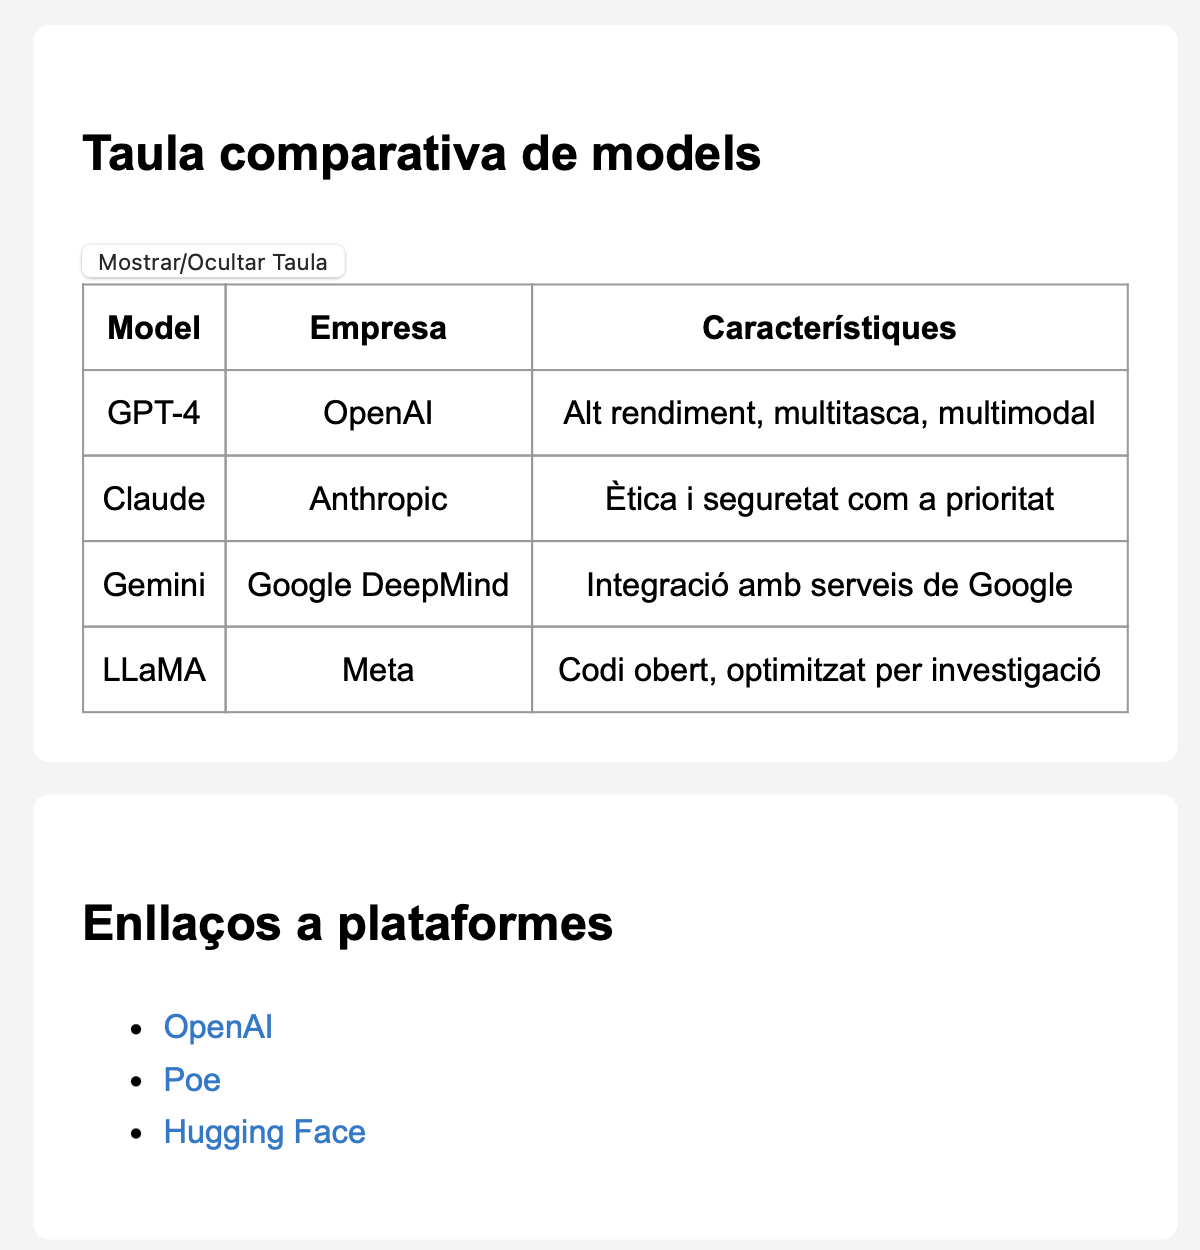 Taula comparativa de models
Mostrar/Ocultar Taula
Model Empresa Característiques
GPT-4 OpenAI Alt rendiment, multitasca, multimodal
Claude Anthropic Ètica i seguretat com a prioritat
Gemini Google DeepMind Integració amb serveis de Google
LLaMA Meta Codi obert, optimitzat per investigació
Enllaços a plataformes
OpenAI
Poe
Hugging Face